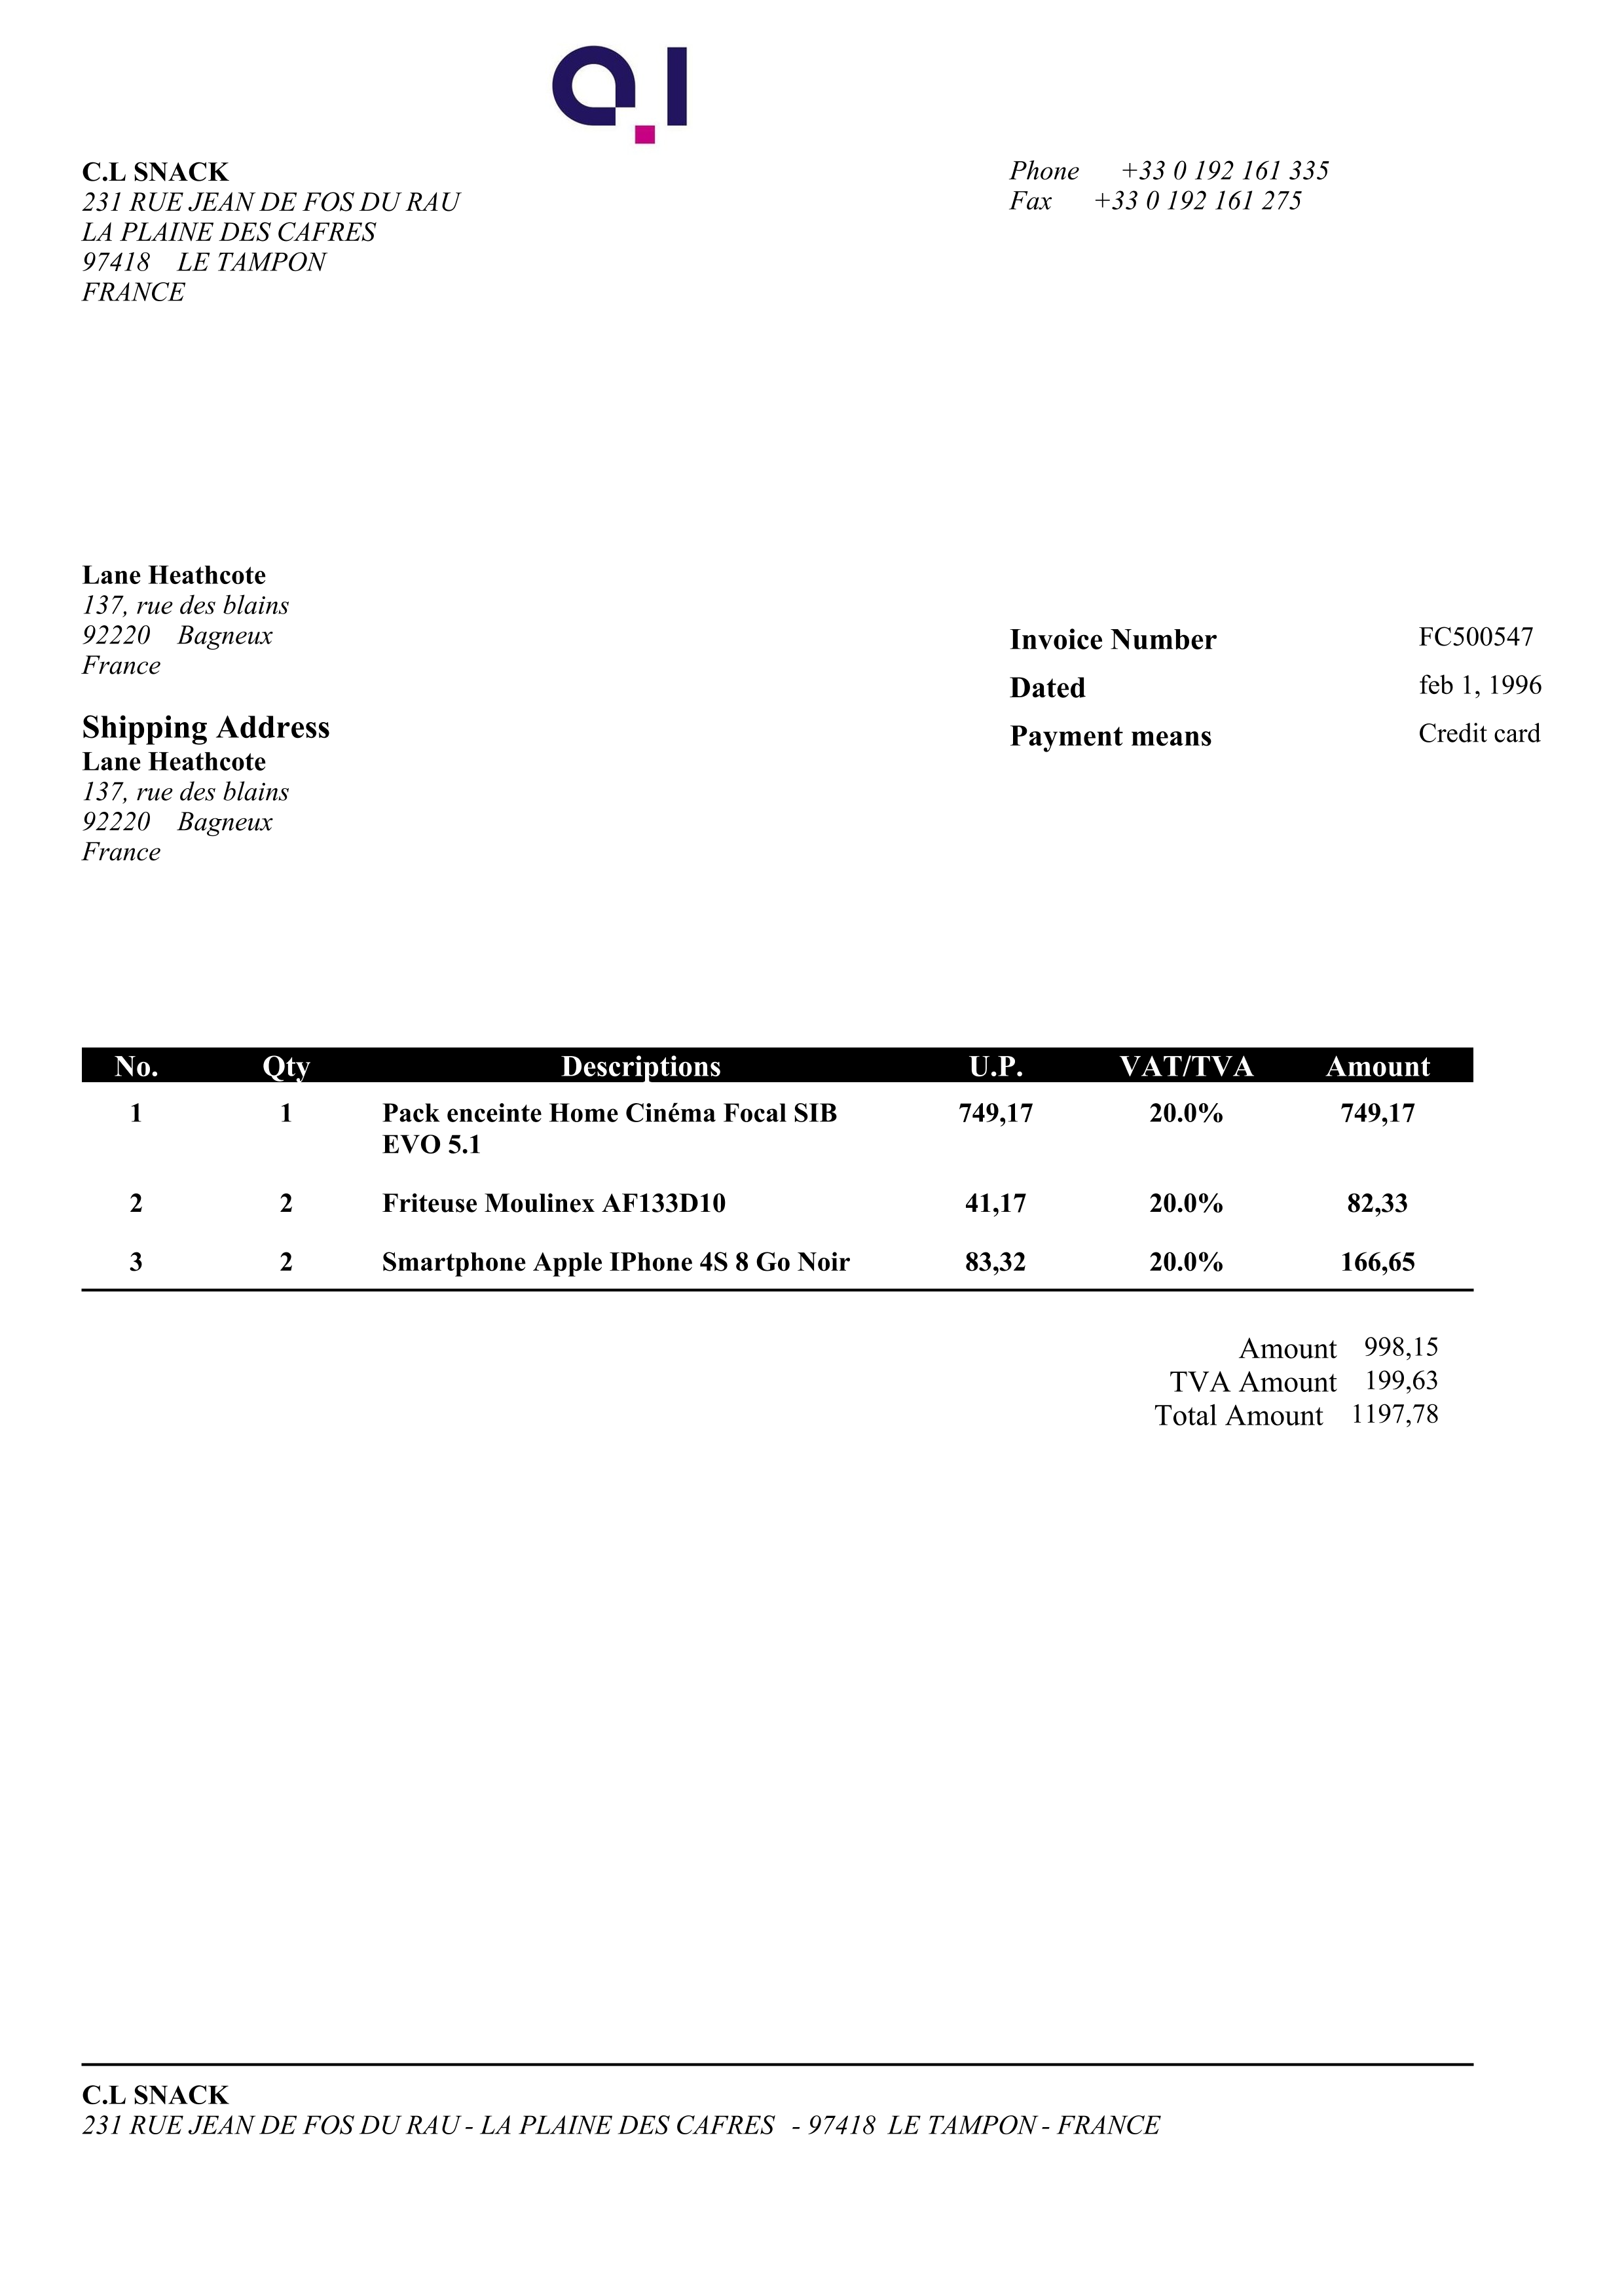 C.L SNACK
231 RUE JEAN DE FOS DU RAU
LA PLAINE DES CAFRES
97418 LE TAMPON
FRANCE
Phone +33 0 192 161 335
Fax +33 0 192 161 275
Lane Heathcote
137, rue des blains
92220 Bagneux
France
Shipping Address
Lane Heathcote
137, rue des blains
92220 Bagneux
France
Invoice Number FC500547
Dated feb 1, 1996
Payment means Credit card
No. Qty Descriptions U.P. VAT/TVA Amount
1 1 Pack enceinte Home Cinéma Focal SIB 749,17 20.0% 749,17
EVO 5.1
2 2 Friteuse Moulinex AF133D10 41,17 20.0% 82,33
3 2 Smartphone Apple IPhone 4S 8 Go Noir 83,32 20.0% 166,65
Amount 998,15
TVA Amount 199,63
Total Amount 1197,78
C.L SNACK
231 RUE JEAN DE FOS DU RAU - LA PLAINE DES CAFRES - 97418 LE TAMPON - FRANCE